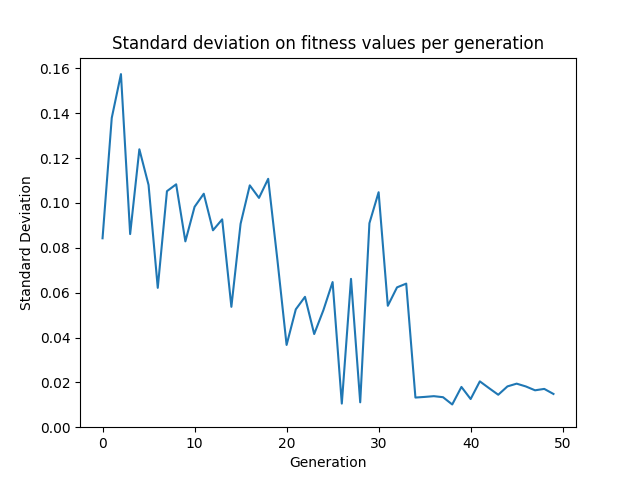 Standard deviation on fitness values per generation
0.16
0.14
0.12
0.10
0.08
0.06
0.04
0.02
0.00
Standard Deviation
0 10 20 30 40 50
Generation